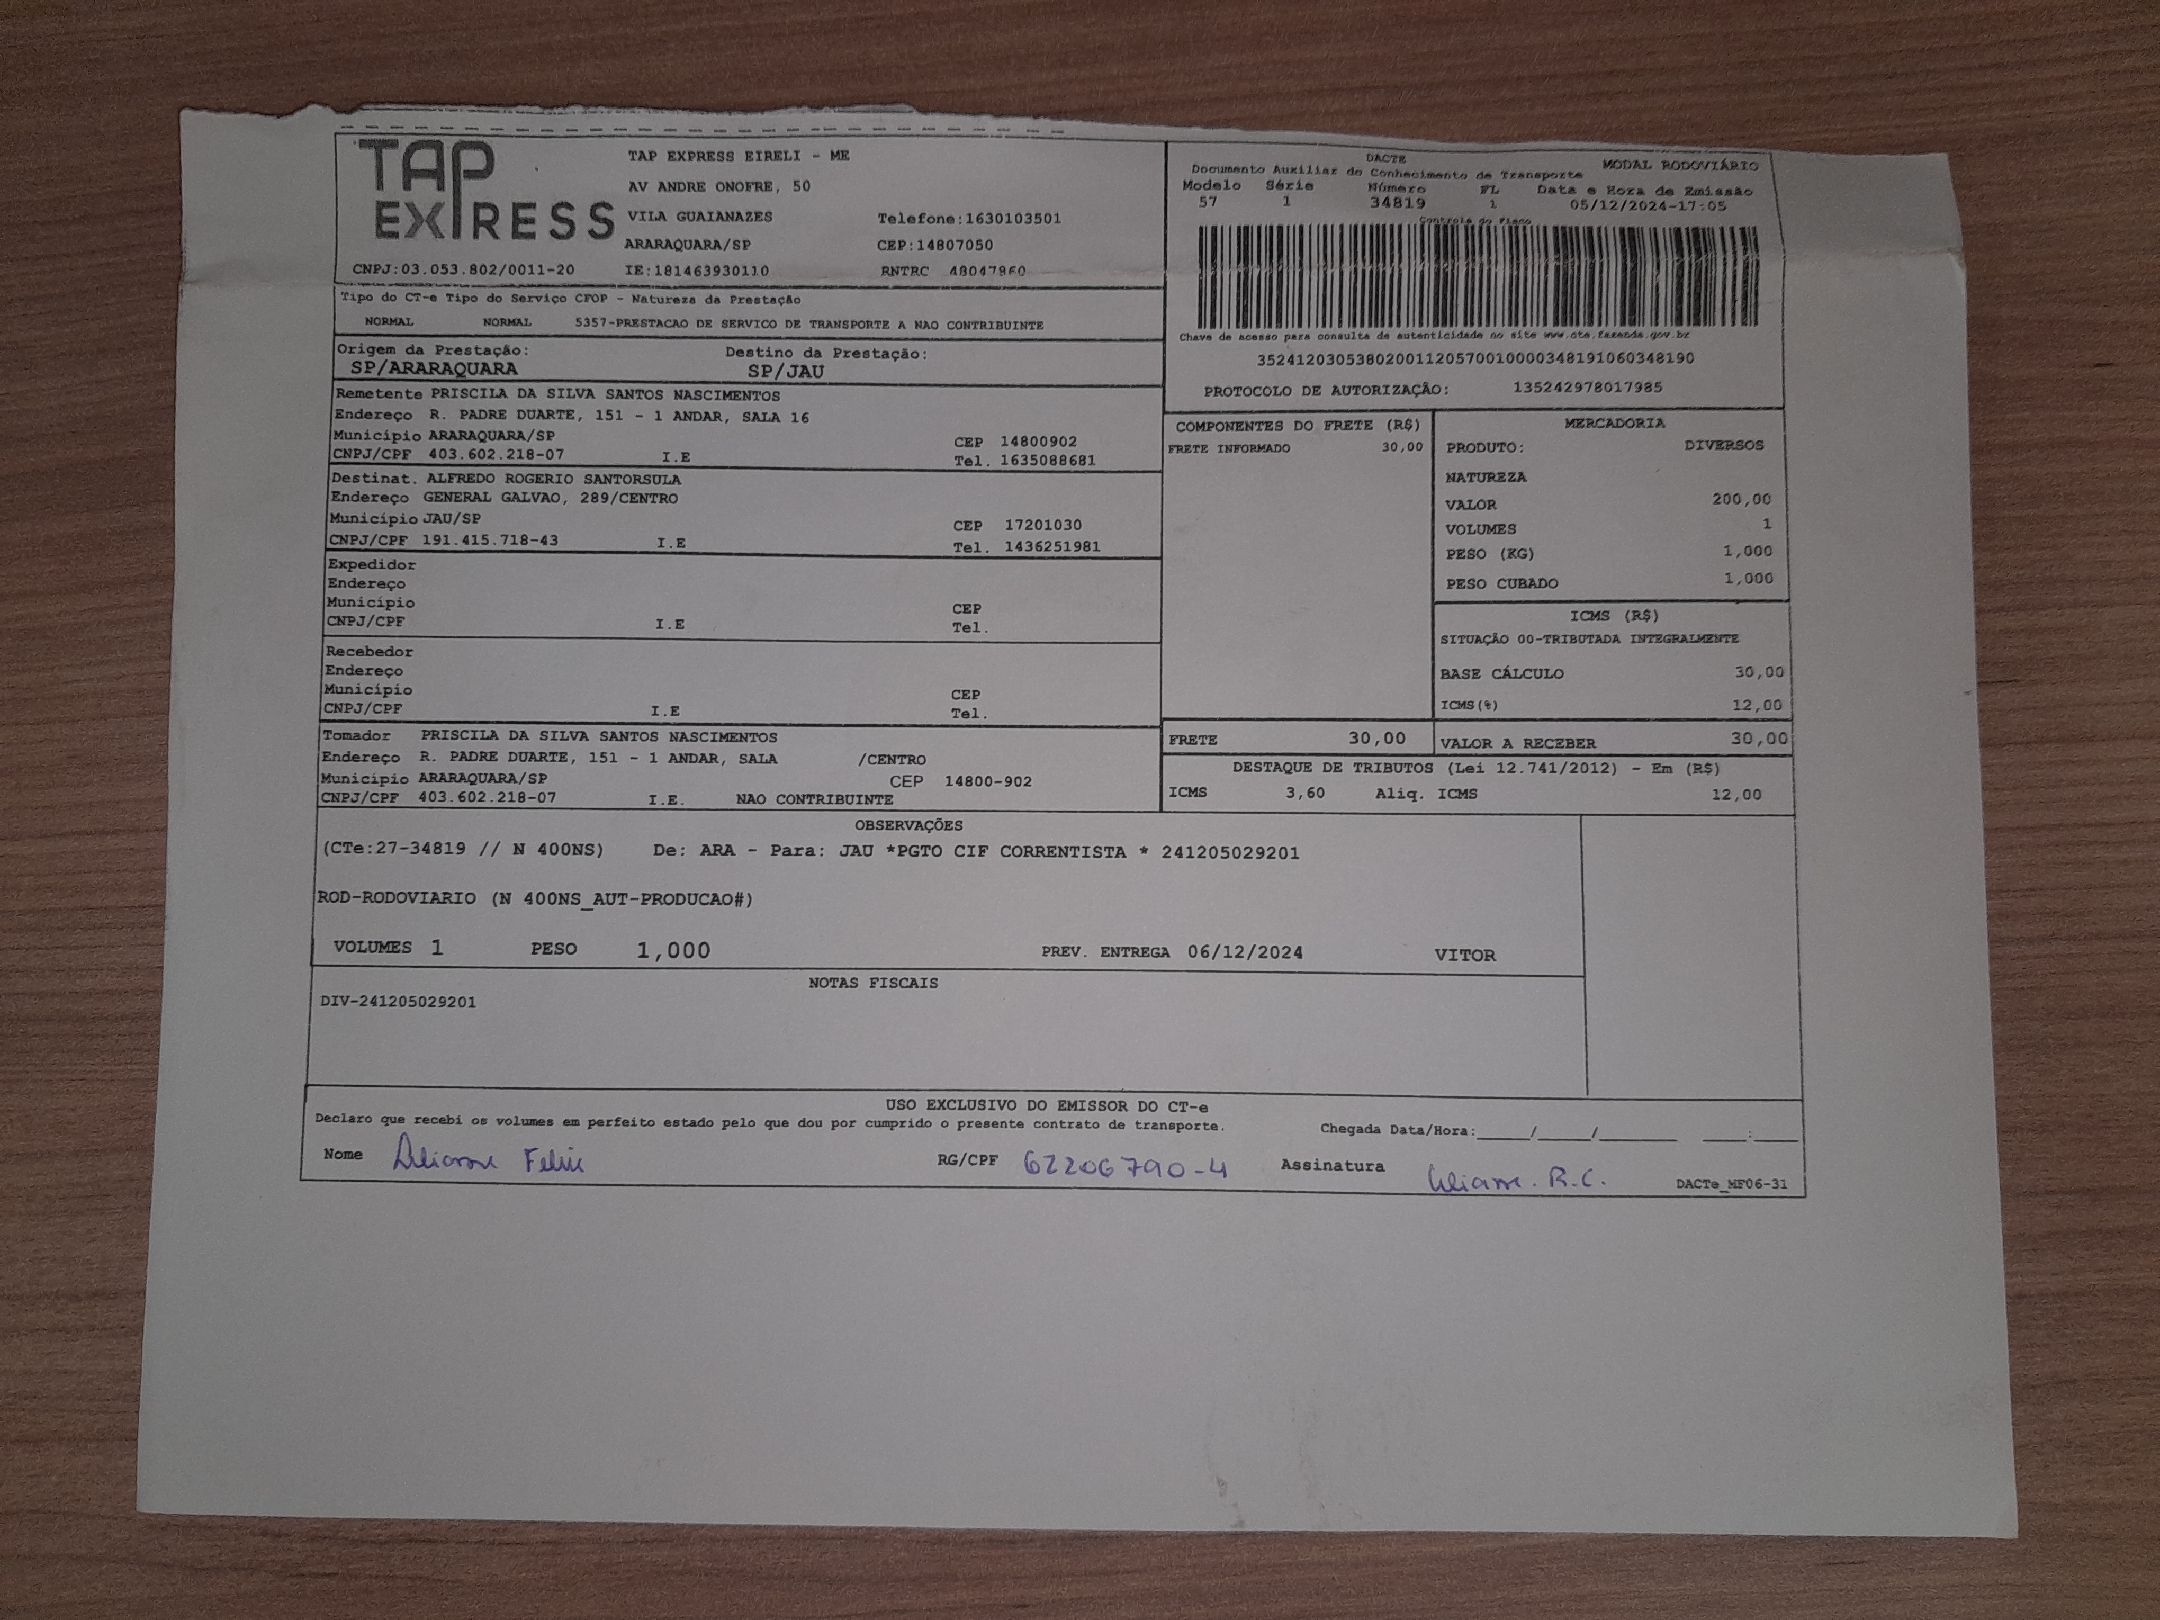 TAP EXPRESS
TAP EXPRESS EIRELI - ME
AV ANDRE ONOFRE, 50
VILA GUAIANAZES Telefone:1630103501
ARARAQUARA/SP CEP:14807050
CNPJ:03.053.802/0011-20 IE:181463930110 RNTRC 48047860
DACTE MODAL RODOVIÁRIO
Documento Auxiliar do Conhecimento de Transporte
Modelo Série Número FL Data e Hora de Emissão
57 1 34819 1 05/12/2024-17:05
Controle do Fisco
Chave de acesso para consulta de autenticidade no site www.cte.fazenda.gov.br
35241203053802001120570010000348191060348190
PROTOCOLO DE AUTORIZAÇÃO: 135242978017985
Tipo do CT-e Tipo do Serviço CFOP - Natureza da Prestação
NORMAL NORMAL 5357-PRESTACAO DE SERVICO DE TRANSPORTE A NAO CONTRIBUINTE
Origem da Prestação: Destino da Prestação:
SP/ARARAQUARA SP/JAU
Remetente PRISCILA DA SILVA SANTOS NASCIMENTOS
Endereço R. PADRE DUARTE, 151 - 1 ANDAR, SALA 16
Município ARARAQUARA/SP CEP 14800902
CNPJ/CPF 403.602.218-07 I.E Tel. 1635088681
Destinat. ALFREDO ROGERIO SANTORSULA
Endereço GENERAL GALVAO, 289/CENTRO
Município JAU/SP CEP 17201030
CNPJ/CPF 191.415.718-43 I.E Tel. 1436251981
Expedidor
Endereço
Município CEP
CNPJ/CPF I.E Tel.
Recebedor
Endereço
Município CEP
CNPJ/CPF I.E Tel.
Tomador PRISCILA DA SILVA SANTOS NASCIMENTOS
Endereço R. PADRE DUARTE, 151 - 1 ANDAR, SALA /CENTRO
Município ARARAQUARA/SP CEP 14800-902
CNPJ/CPF 403.602.218-07 I.E. NAO CONTRIBUINTE
COMPONENTES DO FRETE (R$)
FRETE INFORMADO 30,00
MERCADORIA
PRODUTO: DIVERSOS
NATUREZA
VALOR 200,00
VOLUMES 1
PESO (KG) 1,000
PESO CUBADO 1,000
ICMS (R$)
SITUAÇÃO 00-TRIBUTADA INTEGRALMENTE
BASE CÁLCULO 30,00
ICMS(%) 12,00
FRETE 30,00 VALOR A RECEBER 30,00
DESTAQUE DE TRIBUTOS (Lei 12.741/2012) - Em (R$)
ICMS 3,60 Aliq. ICMS 12,00
OBSERVAÇÕES
(CTe:27-34819 // N 400NS) De: ARA - Para: JAU *PGTO CIF CORRENTISTA * 241205029201
ROD-RODOVIARIO (N 400NS_AUT-PRODUCAO#)
VOLUMES 1 PESO 1,000 PREV. ENTREGA 06/12/2024 VITOR
NOTAS FISCAIS
DIV-241205029201
USO EXCLUSIVO DO EMISSOR DO CT-e
Declaro que recebi os volumes em perfeito estado pelo que dou por cumprido o presente contrato de transporte.
Chegada Data/Hora:____/____/______ ____:____
Nome RG/CPF 62206790-4 Assinatura R.C.
DACTe_MF06-31